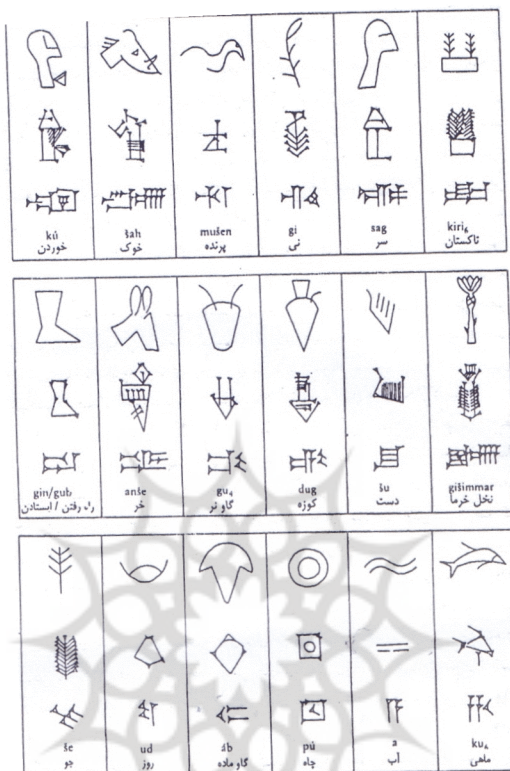 kú šah mušen gi sag kiri₆
خوردن خوک پرنده نی سر تاکستان
gin/gub anše gu₄ dug šu gišimmar
راه رفتن / ایستادن خر گاو نر کوزه دست نخل خرما
še ud áb pú a ku₆
جو روز گاو ماده چاه آب ماهی